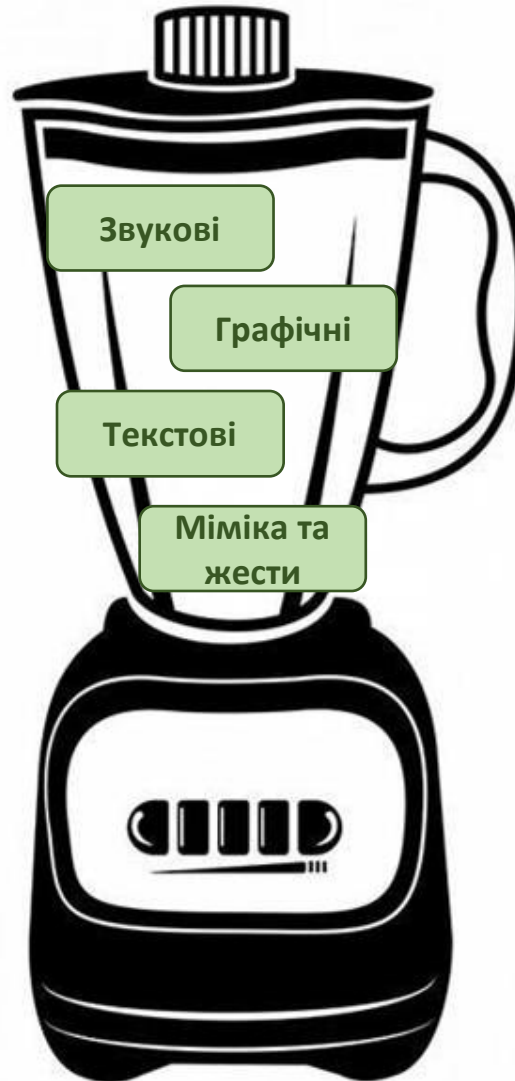 Звукові
Графічні
Текстові
Міміка та
жести